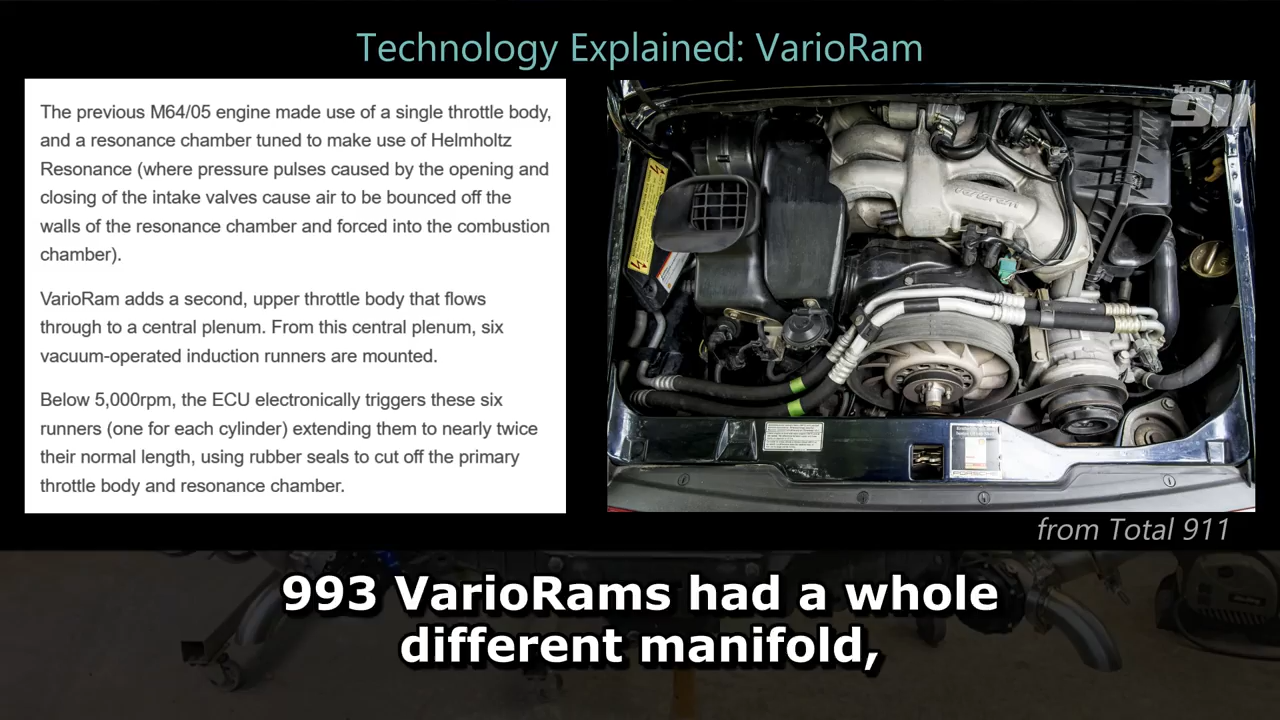 Technology Explained: VarioRam
The previous M64/05 engine made use of a single throttle body,
and a resonance chamber tuned to make use of Helmholtz
Resonance (where pressure pulses caused by the opening and
closing of the intake valves cause air to be bounced off the
walls of the resonance chamber and forced into the combustion
chamber).
VarioRam adds a second, upper throttle body that flows
through to a central plenum. From this central plenum, six
vacuum-operated induction runners are mounted.
Below 5,000rpm, the ECU electronically triggers these six
runners (one for each cylinder) extending them to nearly twice
their normal length, using rubber seals to cut off the primary
throttle body and resonance chamber.
Total
911
VARIORAM
PORSCHE
from Total 911
993 VarioRams had a whole
different manifold,